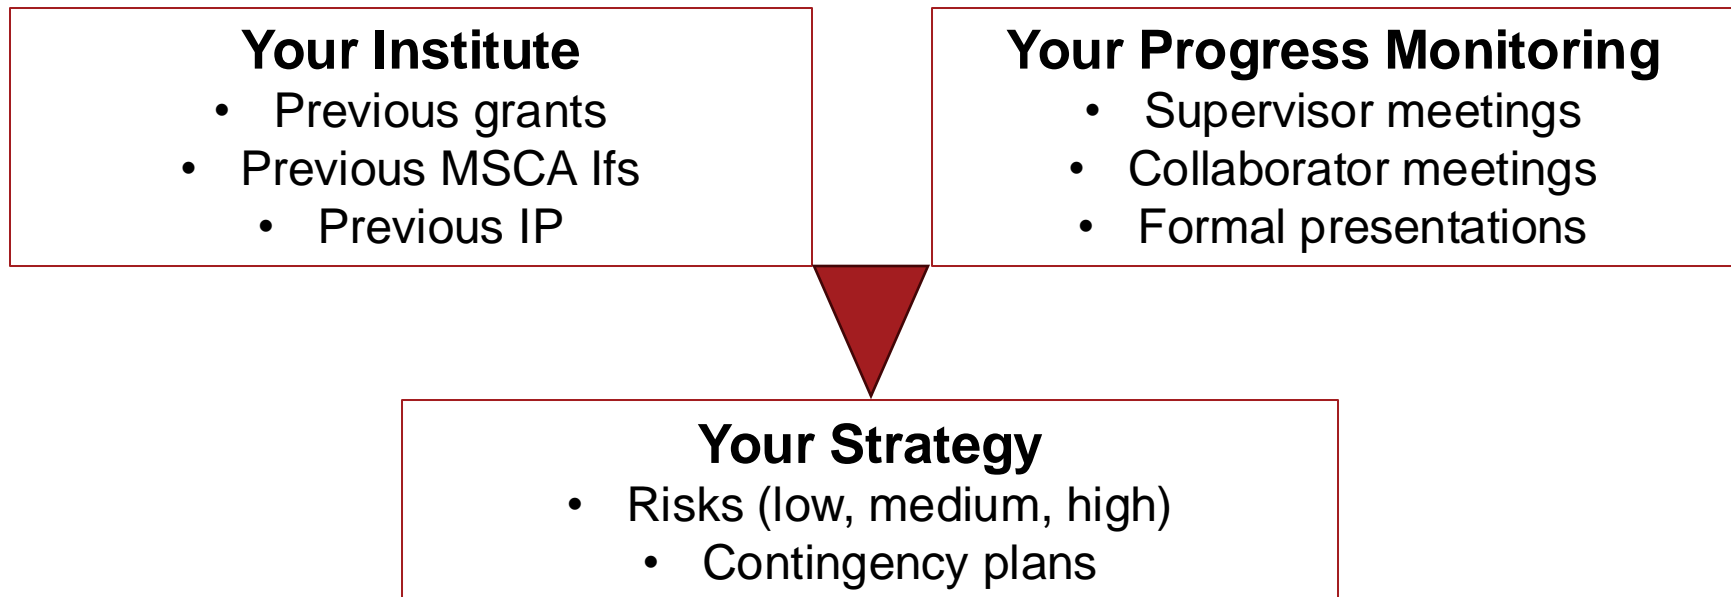 Your Institute
• Previous grants
• Previous MSCA Ifs
• Previous IP
Your Progress Monitoring
• Supervisor meetings
• Collaborator meetings
• Formal presentations
Your Strategy
• Risks (low, medium, high)
• Contingency plans